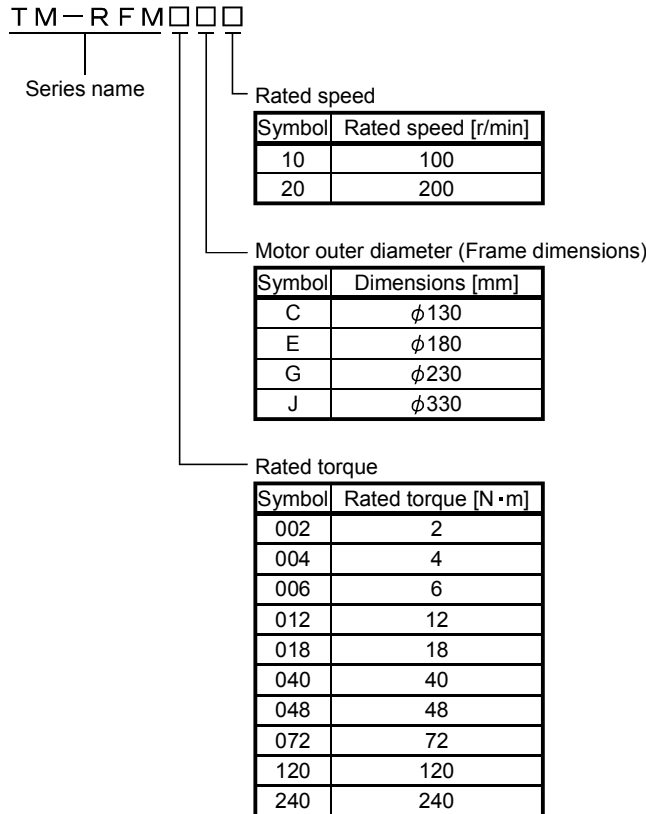 TM-RFM□□□
Series name
Rated speed
Symbol Rated speed [r/min]
10 100
20 200
Motor outer diameter (Frame dimensions)
Symbol Dimensions [mm]
C ϕ130
E ϕ180
G ϕ230
J ϕ330
Rated torque
Symbol Rated torque [N·m]
002 2
004 4
006 6
012 12
018 18
040 40
048 48
072 72
120 120
240 240